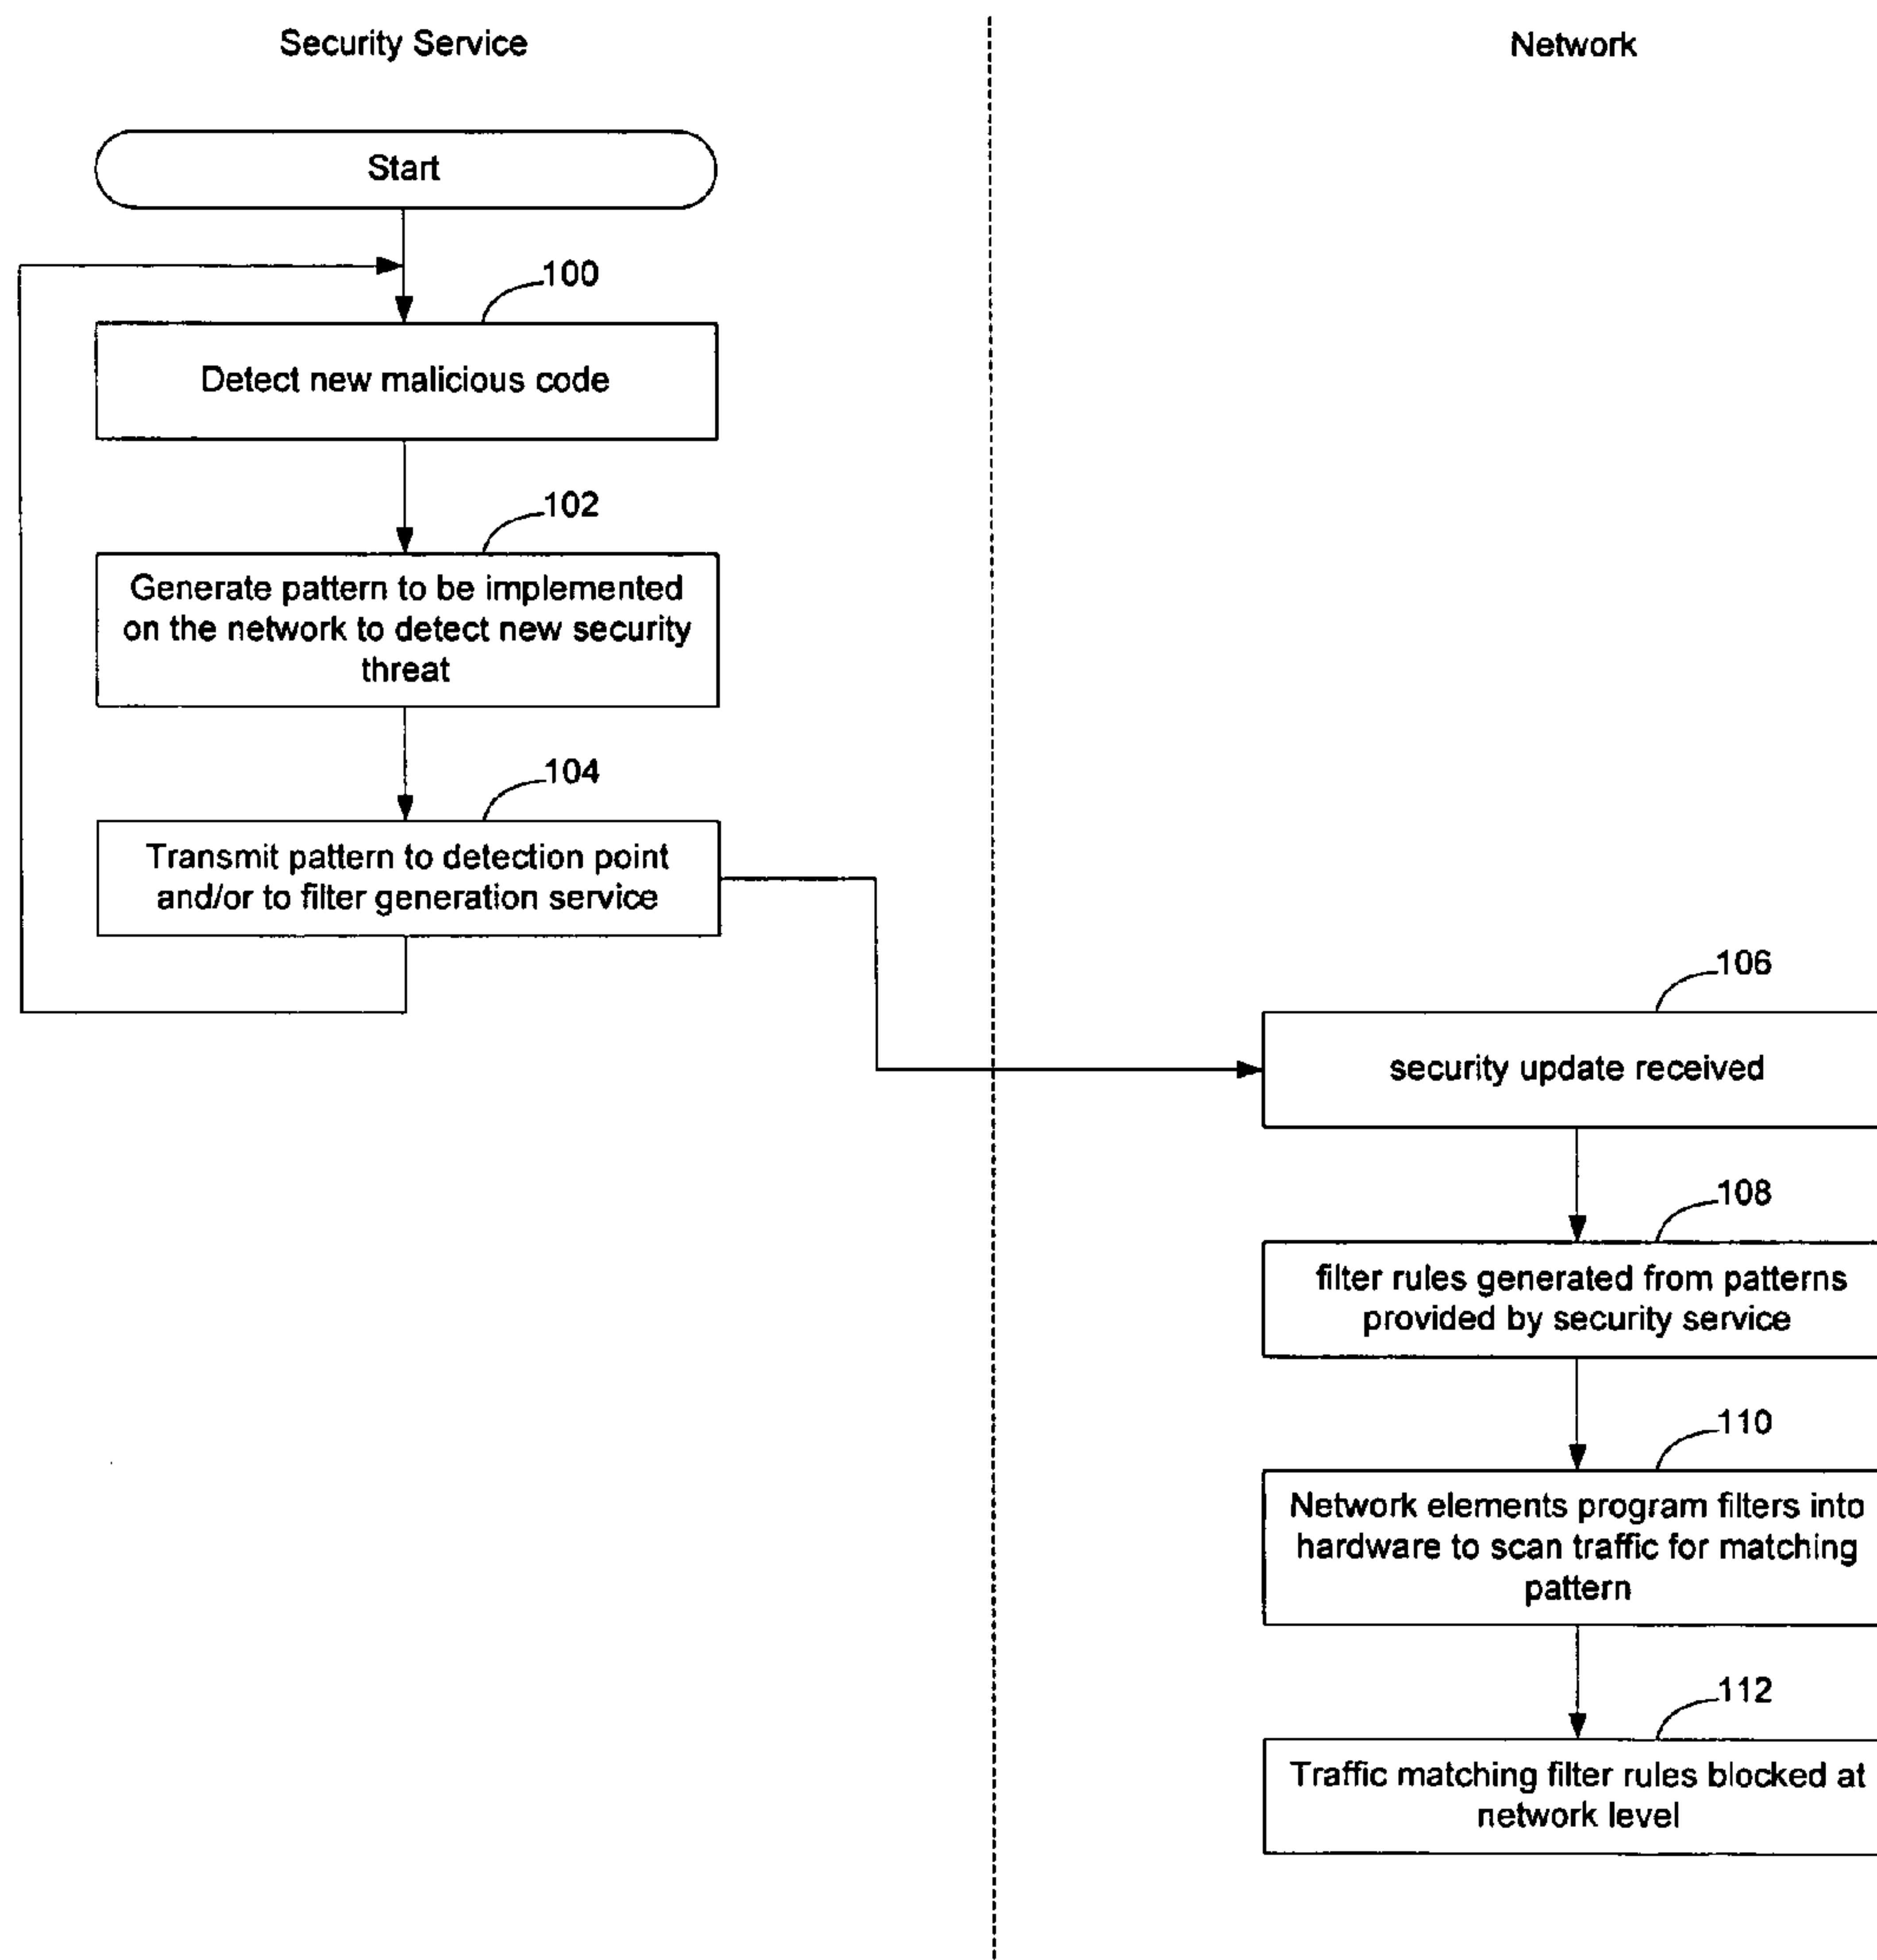 Security Service
Network
Start
100
Detect new malicious code
102
Generate pattern to be implemented
on the network to detect new security
threat
104
Transmit pattern to detection point
and/or to filter generation service
106
security update received
108
filter rules generated from patterns
provided by security service
110
Network elements program filters into
hardware to scan traffic for matching
pattern
112
Traffic matching filter rules blocked at
network level